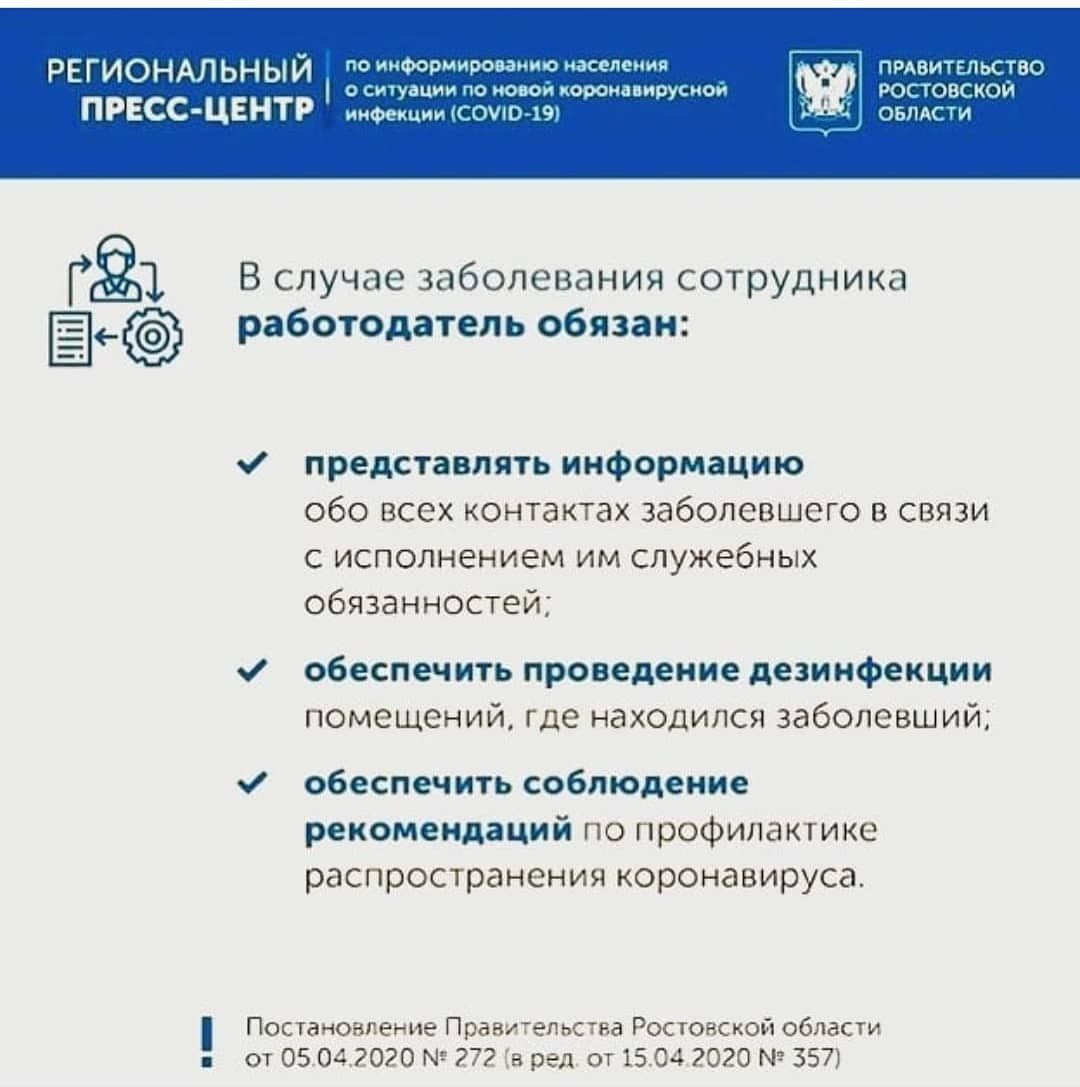 РЕГИОНАЛЬНЫЙ
ПРЕСС-ЦЕНТР
по информированию населения
о ситуации по новой коронавирусной
инфекции (COVID-19)
ПРАВИТЕЛЬСТВО
РОСТОВСКОЙ
ОБЛАСТИ
В случае заболевания сотрудника
работодатель обязан:
представлять информацию
обо всех контактах заболевшего в связи
с исполнением им служебных
обязанностей;
обеспечить проведение дезинфекции
помещений, где находился заболевший;
обеспечить соблюдение
рекомендаций по профилактике
распространения коронавируса.
! Постановление Правительства Ростовской области
от 05.04.2020 № 272 (в ред. от 15.04.2020 № 357)